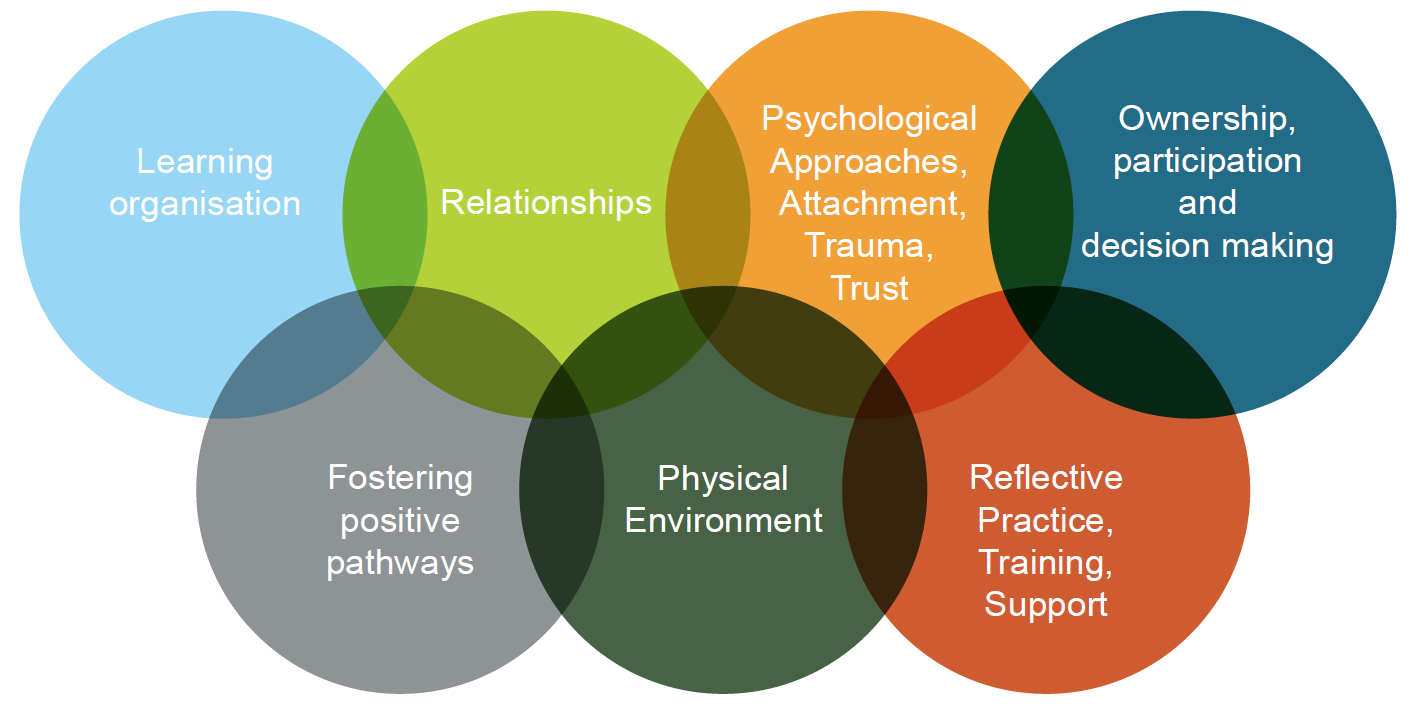 Learning
organisation
Relationships
Psychological
Approaches,
Attachment,
Trauma,
Trust
Ownership,
participation
and
decision making
Fostering
positive
pathways
Physical
Environment
Reflective
Practice,
Training,
Support